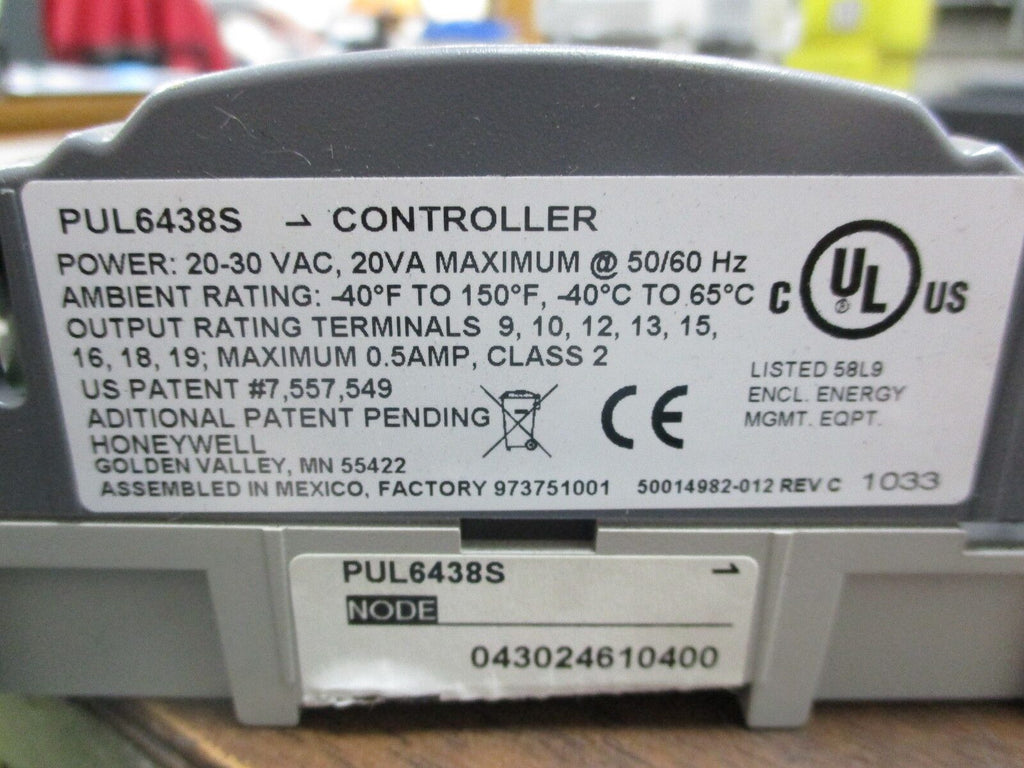 PUL6438S -1 CONTROLLER
POWER: 20-30 VAC, 20VA MAXIMUM @ 50/60 Hz
AMBIENT RATING: -40°F TO 150°F, -40°C TO 65°C
OUTPUT RATING TERMINALS 9, 10, 12, 13, 15,
16, 18, 19; MAXIMUM 0.5AMP, CLASS 2
US PATENT #7,557,549
ADITIONAL PATENT PENDING
HONEYWELL
GOLDEN VALLEY, MN 55422
ASSEMBLED IN MEXICO, FACTORY 973751001 50014982-012 REV C 1033
C UL ® US
LISTED 58L9
ENCL. ENERGY
MGMT. EQPT.
CE
PUL6438S -1
NODE
043024610400